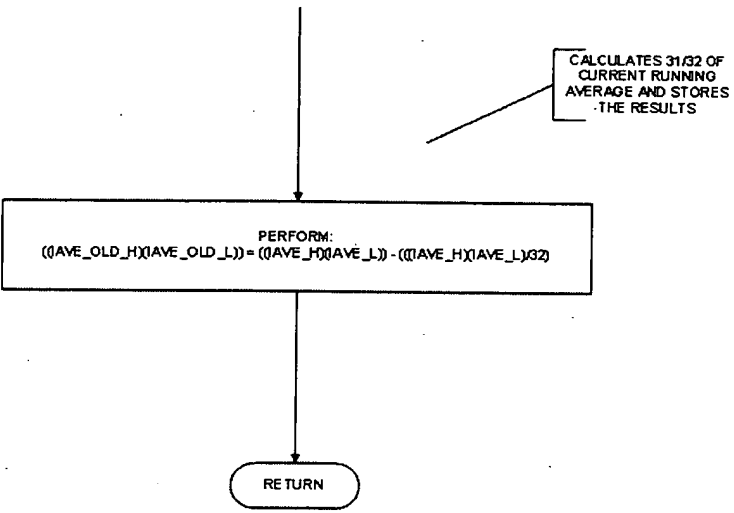 CALCULATES 31/32 OF
CURRENT RUNNING
AVERAGE AND STORES
THE RESULTS
PERFORM:
((IAVE_OLD_H)(IAVE_OLD_L)) = ((IAVE_H)(IAVE_L)) - (((IAVE_H)(IAVE_L)/32)
RETURN